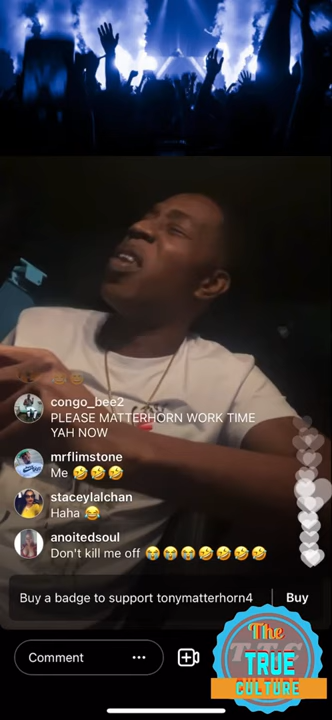 congo_bee2
PLEASE MATTERHORN WORK TIME
YAH NOW
mrflimstone
Me 🤣🤣🤣
staceylalchan
Haha 😂
anoitedsoul
Don't kill me off 😭😭😭🤣🤣🤣🤣
Buy a badge to support tonymatterhorn4
Buy
Comment
The
TRUE
CULTURE